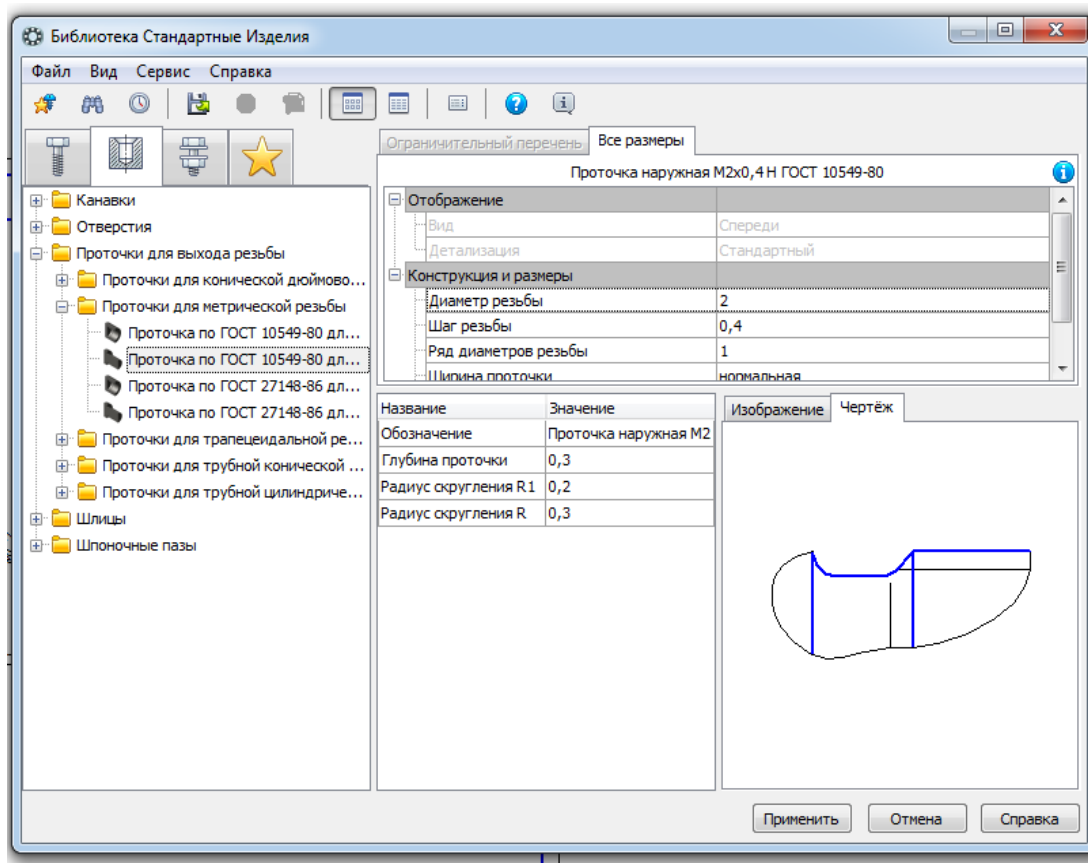 Библиотека Стандартные Изделия
Файл Вид Сервис Справка
Ограничительный перечень Все размеры
Проточка наружная M2x0,4 Н ГОСТ 10549-80
Канавки
Отверстия
Проточки для выхода резьбы
Проточки для конической дюймово...
Проточки для метрической резьбы
Проточка по ГОСТ 10549-80 дл...
Проточка по ГОСТ 10549-80 дл...
Проточка по ГОСТ 27148-86 дл...
Проточка по ГОСТ 27148-86 дл...
Проточки для трапецеидальной ре...
Проточки для трубной конической ...
Проточки для трубной цилиндриче...
Шлицы
Шпоночные пазы
Отображение
Вид Спереди
Детализация Стандартный
Конструкция и размеры
Диаметр резьбы 2
Шаг резьбы 0,4
Ряд диаметров резьбы 1
Ширина проточки нормальная
Название Значение
Обозначение Проточка наружная M2
Глубина проточки 0,3
Радиус скругления R1 0,2
Радиус скругления R 0,3
Изображение Чертёж
Применить Отмена Справка